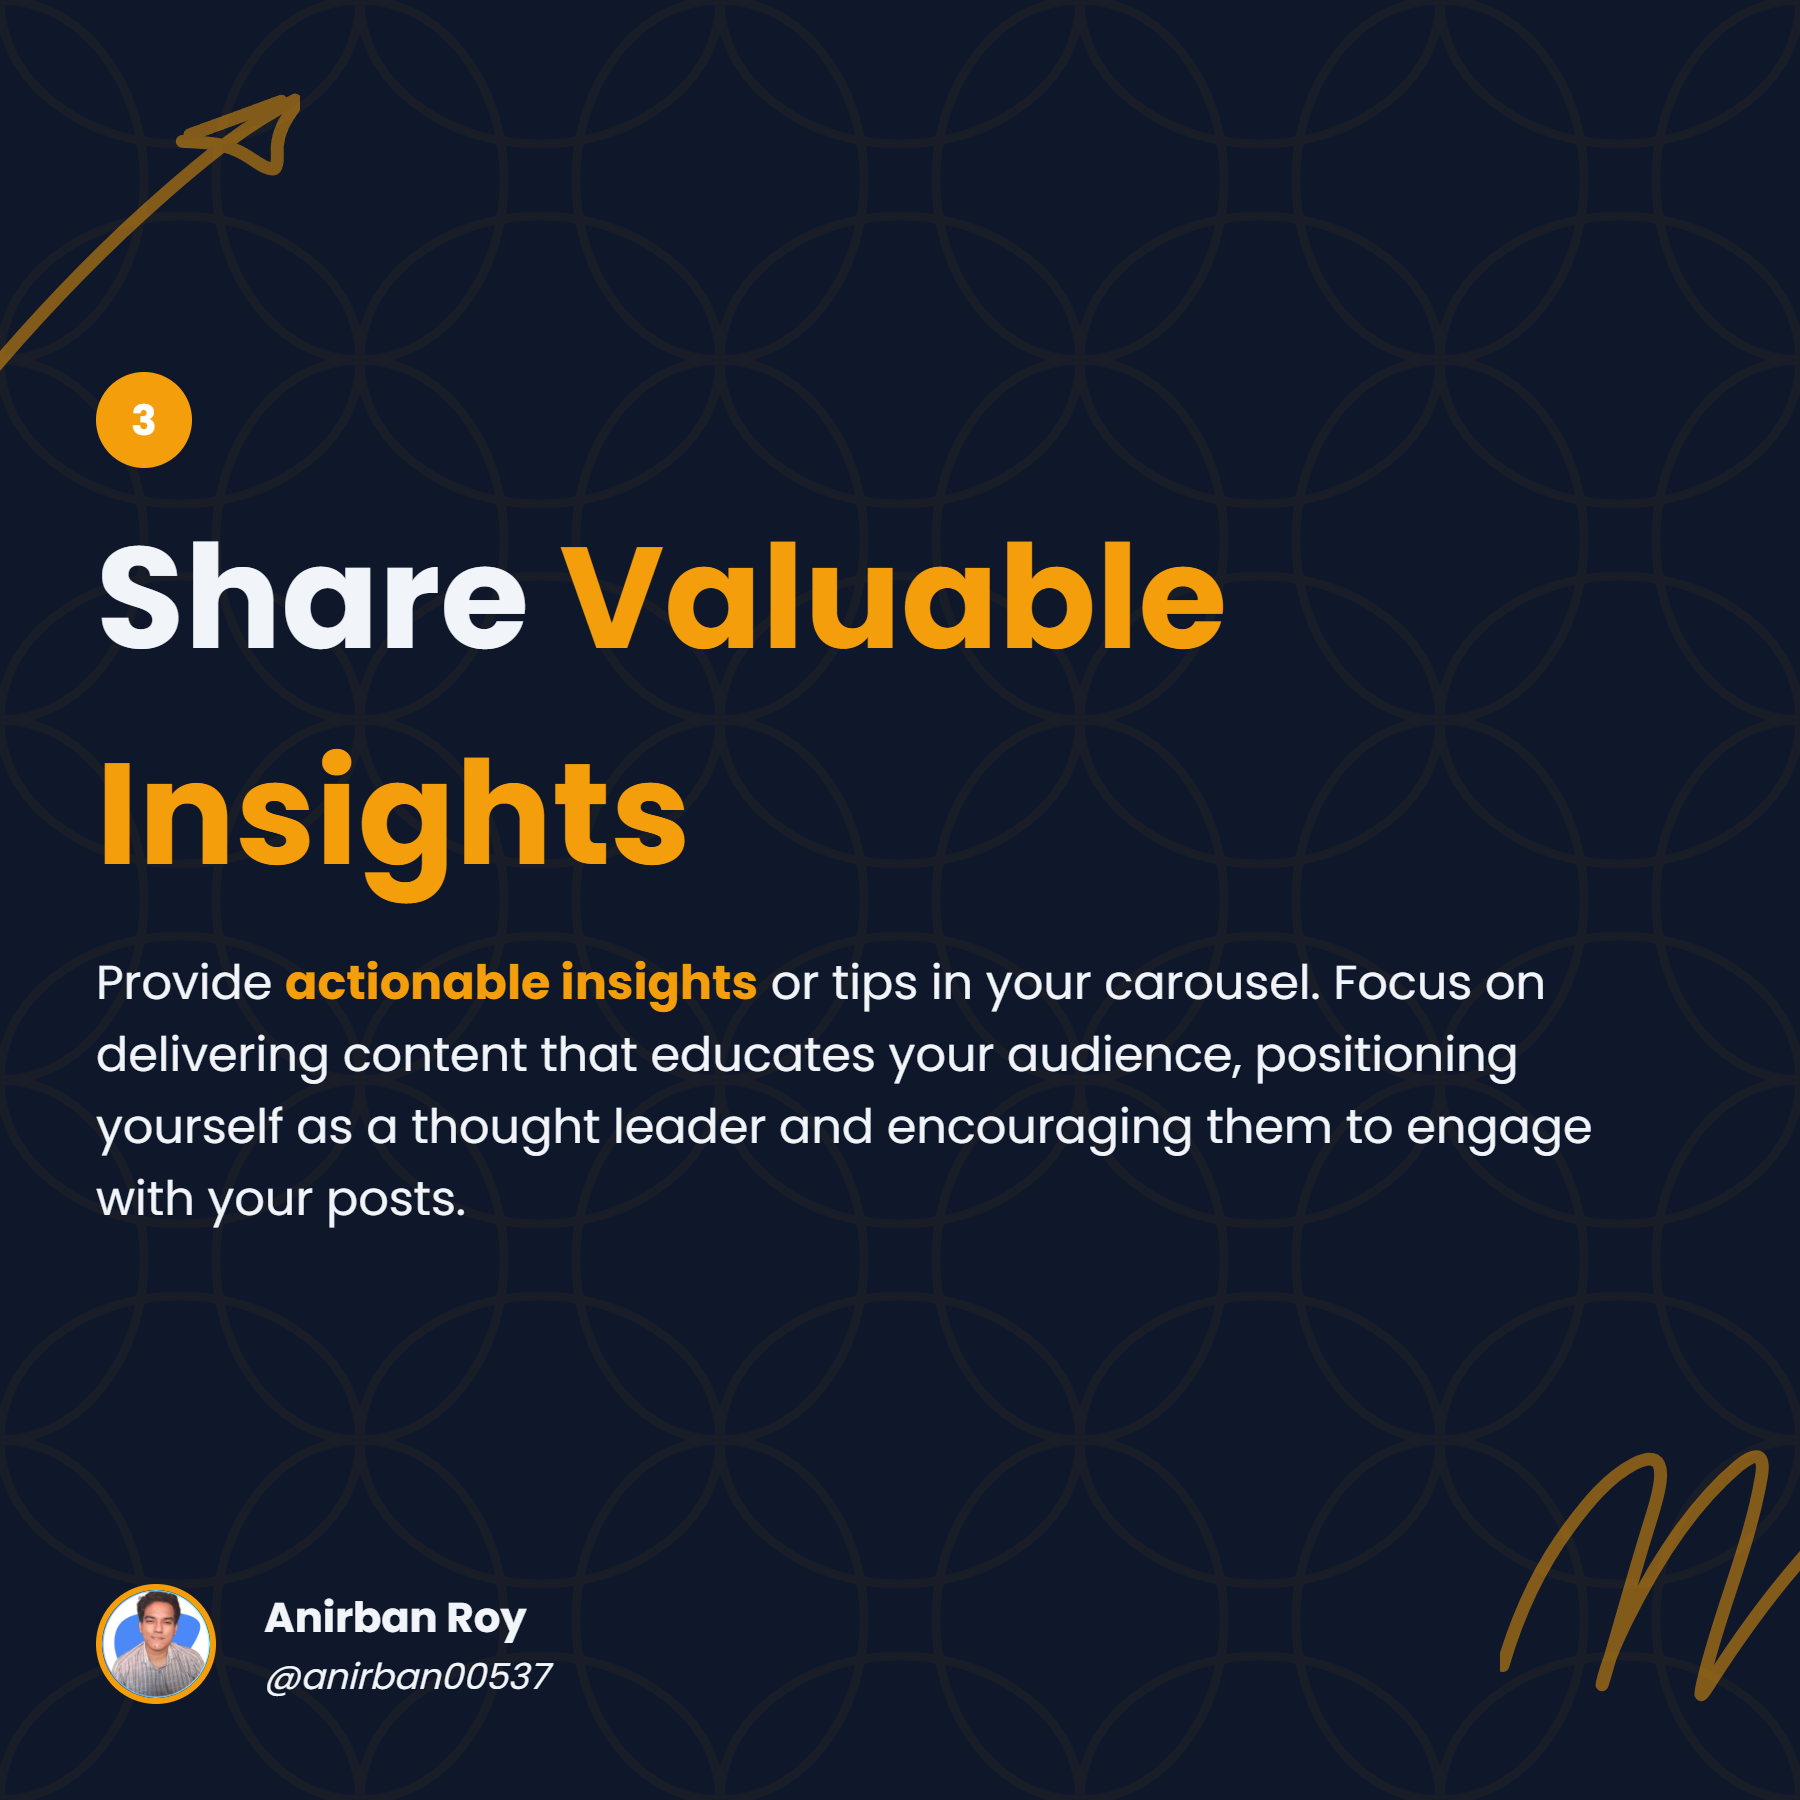 3
Share Valuable
Insights
Provide actionable insights or tips in your carousel. Focus on
delivering content that educates your audience, positioning
yourself as a thought leader and encouraging them to engage
with your posts.
Anirban Roy
@anirban00537